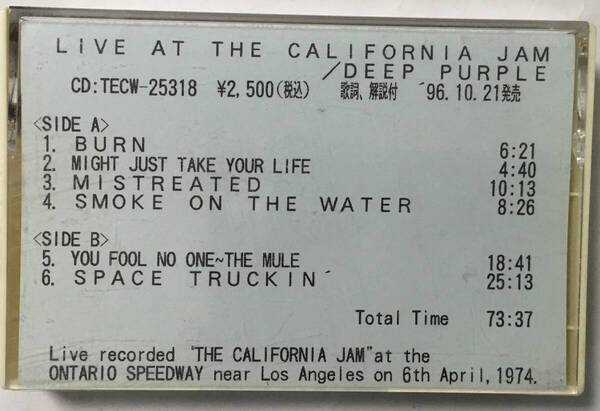 LIVE AT THE CALIFORNIA JAM
/DEEP PURPLE
CD:TECW-25318 ¥2,500(税込) 歌詞、解説付 ´96.10.21発売
<SIDE A>
1. BURN 6:21
2. MIGHT JUST TAKE YOUR LIFE 4:40
3. MISTREATED 10:13
4. SMOKE ON THE WATER 8:26
<SIDE B>
5. YOU FOOL NO ONE~THE MULE 18:41
6. SPACE TRUCKIN´ 25:13
Total Time 73:37
Live recorded "THE CALIFORNIA JAM"at the
ONTARIO SPEEDWAY near Los Angeles on 6th April,1974.